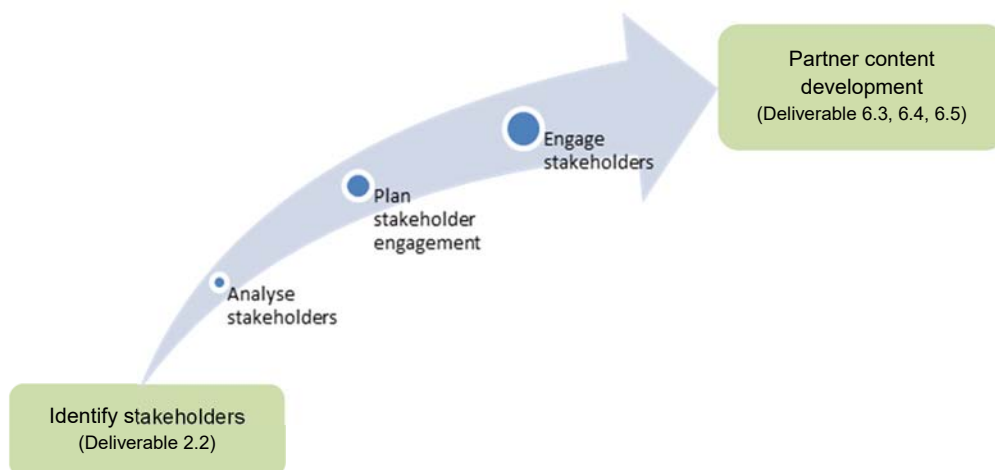 Partner content
development
(Deliverable 6.3, 6.4, 6.5)
Engage
stakeholders
Plan
stakeholder
engagement
Analyse
stakeholders
Identify stakeholders
(Deliverable 2.2)